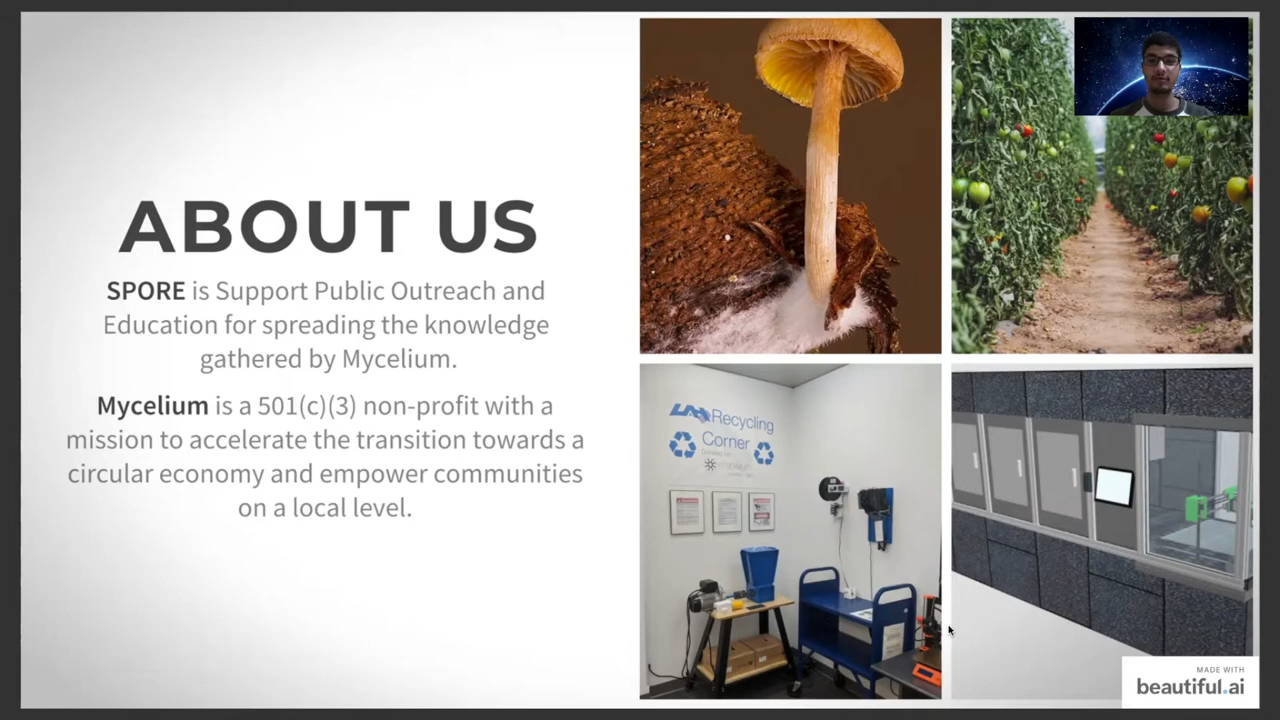 ABOUT US
SPORE is Support Public Outreach and
Education for spreading the knowledge
gathered by Mycelium.
Mycelium is a 501(c)(3) non-profit with a
mission to accelerate the transition towards a
circular economy and empower communities
on a local level.
Recycling
Corner
MADE WITH
beautiful.ai